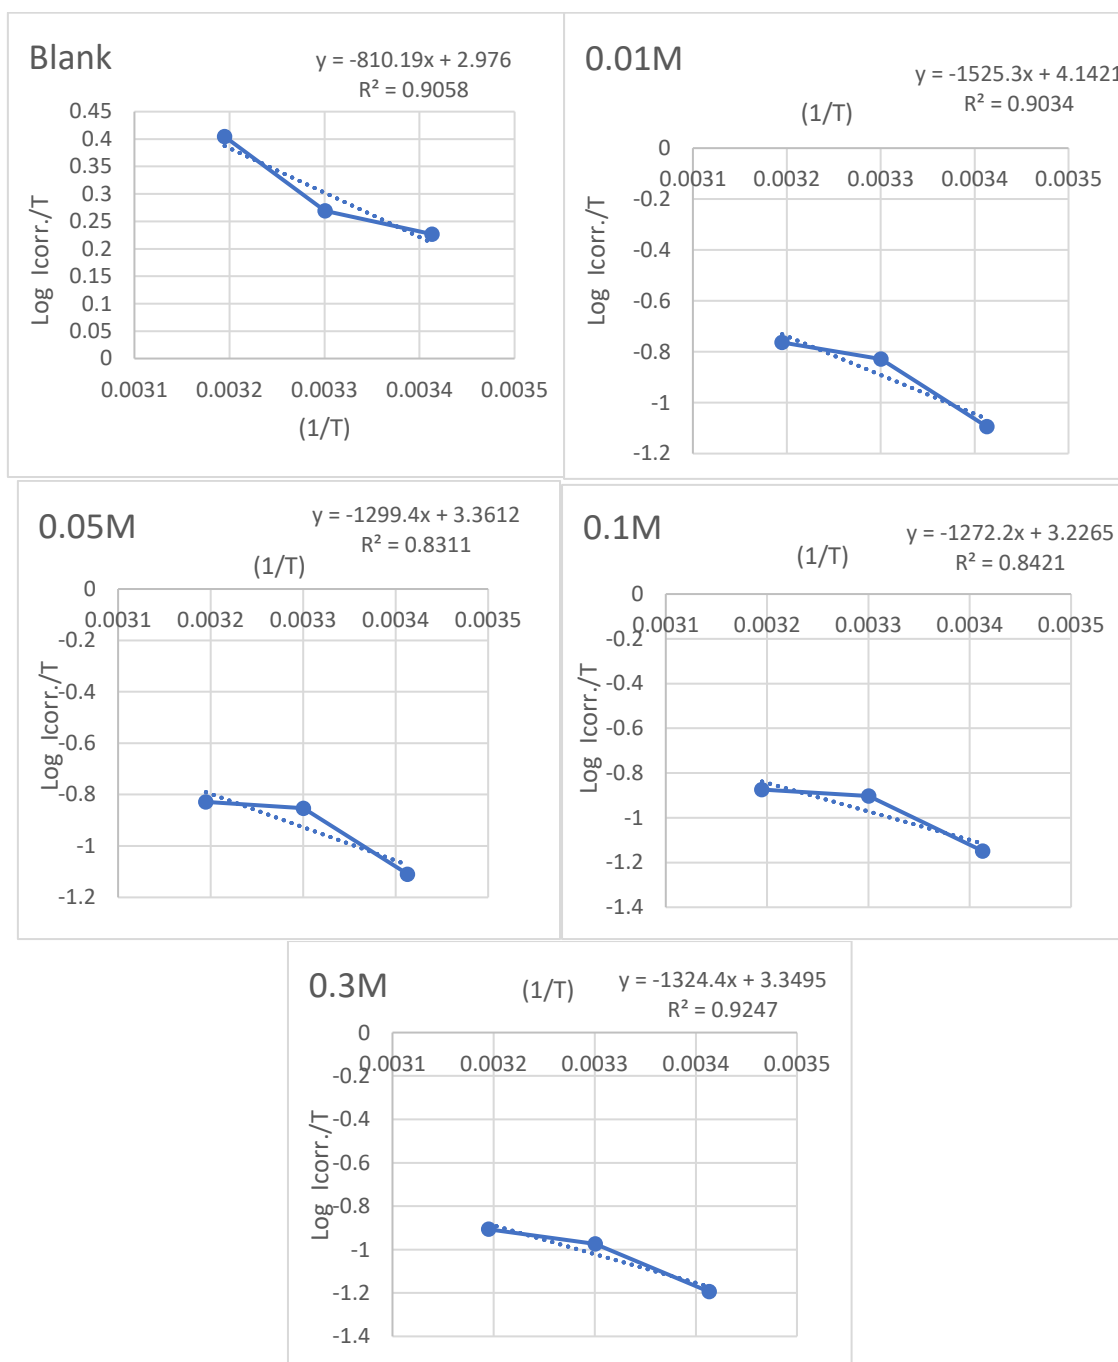 Blank
y = -810.19x + 2.976
R² = 0.9058
0.45
0.4
0.35
0.3
0.25
0.2
0.15
0.1
0.05
0
Log Icorr./T
0.0031 0.0032 0.0033 0.0034 0.0035
(1/T)
0.01M
y = -1525.3x + 4.1421
R² = 0.9034
(1/T)
0
-0.2
-0.4
-0.6
-0.8
-1
-1.2
Log Icorr./T
0.0031 0.0032 0.0033 0.0034 0.0035
0.05M
y = -1299.4x + 3.3612
R² = 0.8311
(1/T)
0
-0.2
-0.4
-0.6
-0.8
-1
-1.2
Log Icorr./T
0.0031 0.0032 0.0033 0.0034 0.0035
0.1M
y = -1272.2x + 3.2265
R² = 0.8421
(1/T)
0
-0.2
-0.4
-0.6
-0.8
-1
-1.2
-1.4
Log Icorr./T
0.0031 0.0032 0.0033 0.0034 0.0035
0.3M
(1/T)
y = -1324.4x + 3.3495
R² = 0.9247
0
-0.2
-0.4
-0.6
-0.8
-1
-1.2
-1.4
Log Icorr./T
0.0031 0.0032 0.0033 0.0034 0.0035